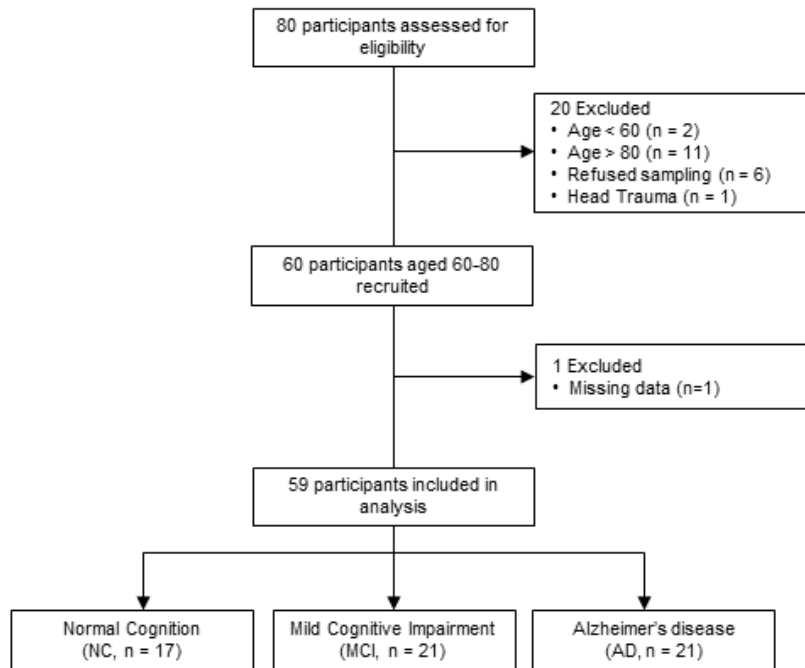 80 participants assessed for
eligibility
20 Excluded
• Age < 60 (n = 2)
• Age > 80 (n = 11)
• Refused sampling (n = 6)
• Head Trauma (n = 1)
60 participants aged 60-80
recruited
1 Excluded
• Missing data (n=1)
59 participants included in
analysis
Normal Cognition
(NC, n = 17)
Mild Cognitive Impairment
(MCI, n = 21)
Alzheimer's disease
(AD, n = 21)